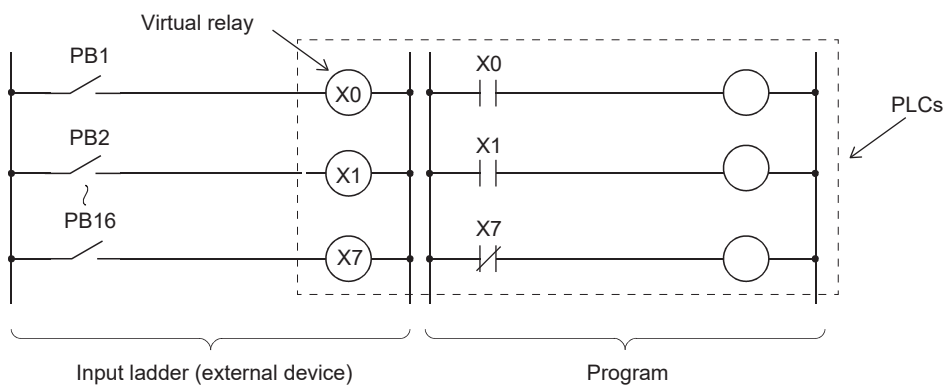 Virtual relay
PB1
X0
X0
PLCs
PB2
X1
X1
PB16
X7
X7
Input ladder (external device)
Program